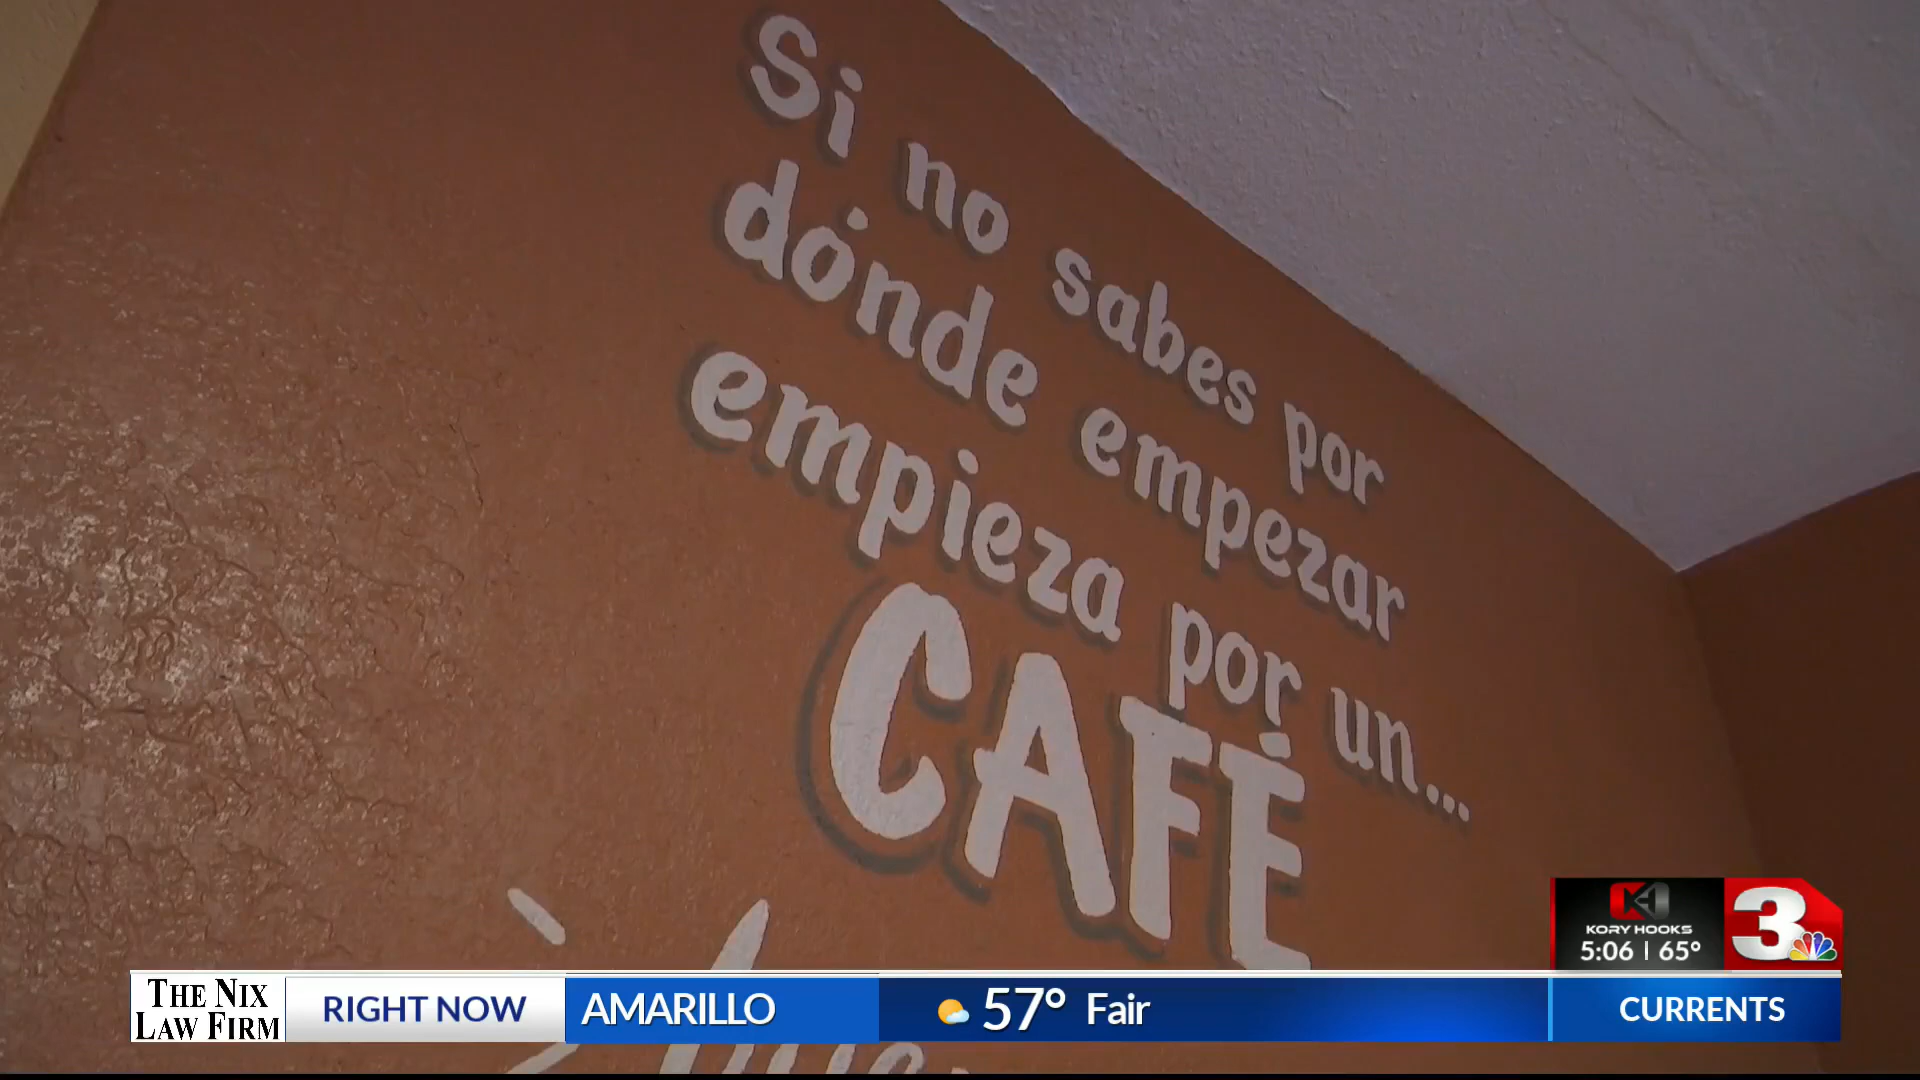 Si no sabes por
dónde empezar
empieza por un...
CAFÉ
KORY HOOKS
5:06 | 65°
3
THE NIX
LAW FIRM
RIGHT NOW
AMARILLO
57° Fair
CURRENTS